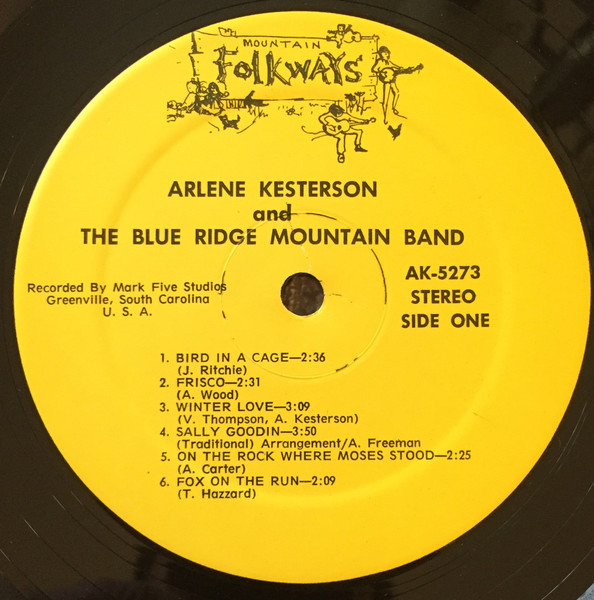 MOUNTAIN
FOLKWAYS
ARLENE KESTERSON
and
THE BLUE RIDGE MOUNTAIN BAND
Recorded By Mark Five Studios
Greenville, South Carolina
U. S. A.
AK-5273
STEREO
SIDE ONE
1. BIRD IN A CAGE—2:36
(J. Ritchie)
2. FRISCO—2:31
(A. Wood)
3. WINTER LOVE—3:09
(V. Thompson, A. Kesterson)
4. SALLY GOODIN—3:50
(Traditional) Arrangement/A. Freeman
5. ON THE ROCK WHERE MOSES STOOD—2:25
(A. Carter)
6. FOX ON THE RUN—2:09
(T. Hazzard)